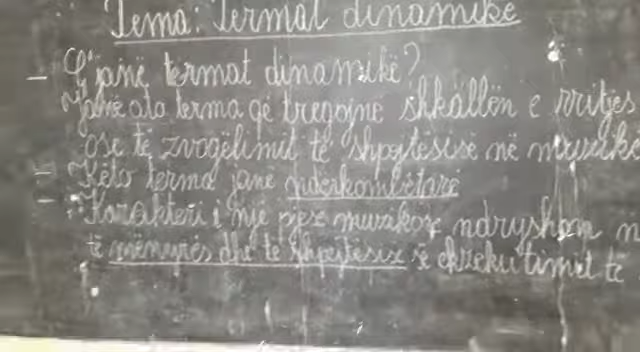 Tema: Termat dinamike
– Ç'janë termat dinamikë?
Janë ato terma që tregojnë shkallën e rritjes
ose të zvogëlimit të shpejtësisë në muzikë
– Këto terma janë ndërkombëtarë
– Karakteri i një pjese muzikore ndryshon n
të mënyrës dhe të shpejtësisë së ekzekutimit të